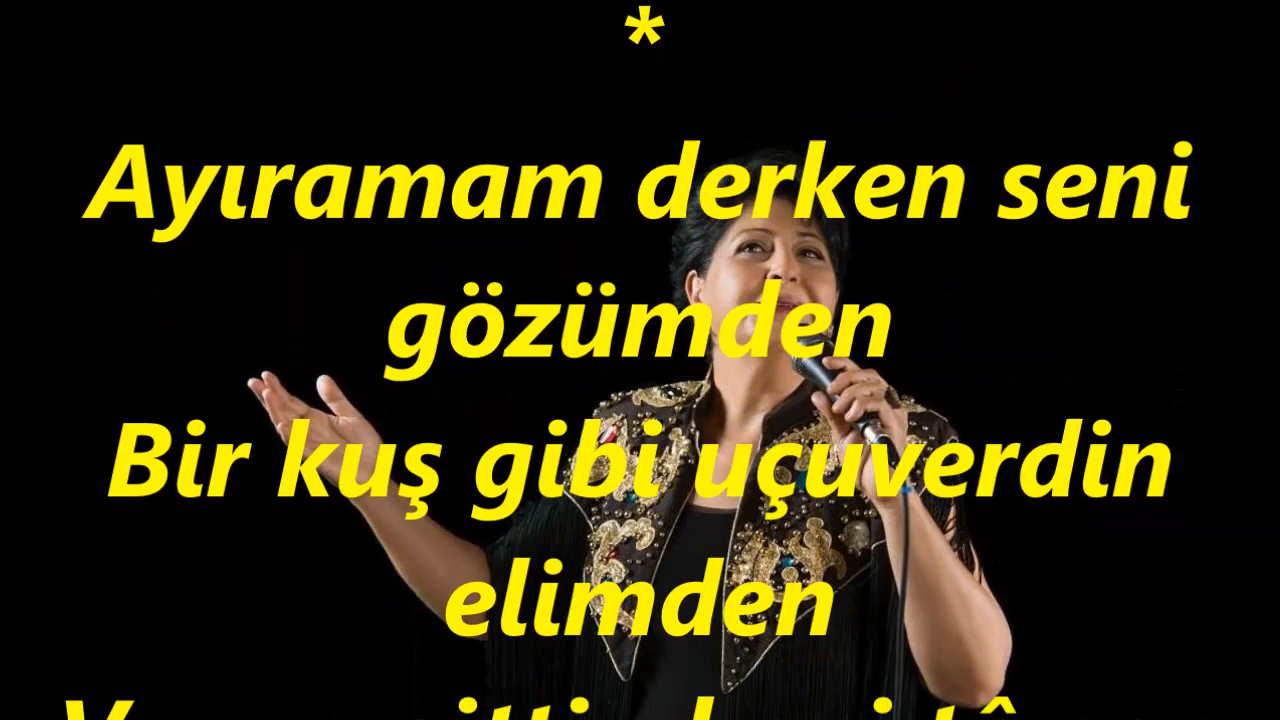 *
Ayıramam derken seni
gözümden
Bir kuş gibi uçuverdin
elimden